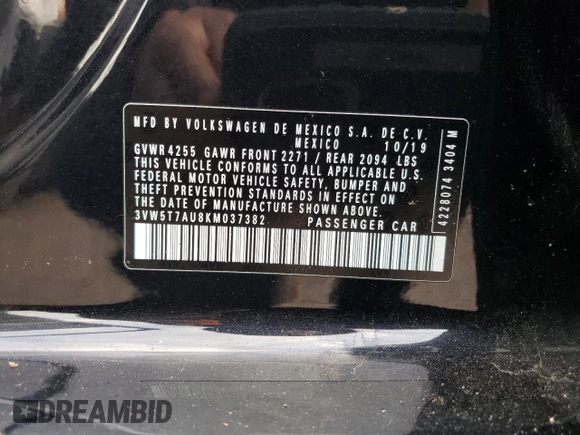 MFD BY VOLKSWAGEN DE MEXICO S.A. DE C.V.
MEXICO 10/19
GVWR 4255 GAWR FRONT 2271 / REAR 2094 LBS
THIS VEHICLE CONFORMS TO ALL APPLICABLE U.S.
FEDERAL MOTOR VEHICLE SAFETY, BUMPER AND
THEFT PREVENTION STANDARDS IN EFFECT ON
THE DATE OF MANUFACTURE SHOWN ABOVE.
3VW5T7AU8KM037382 PASSENGER CAR
4228074 3404 M
DREAMBID